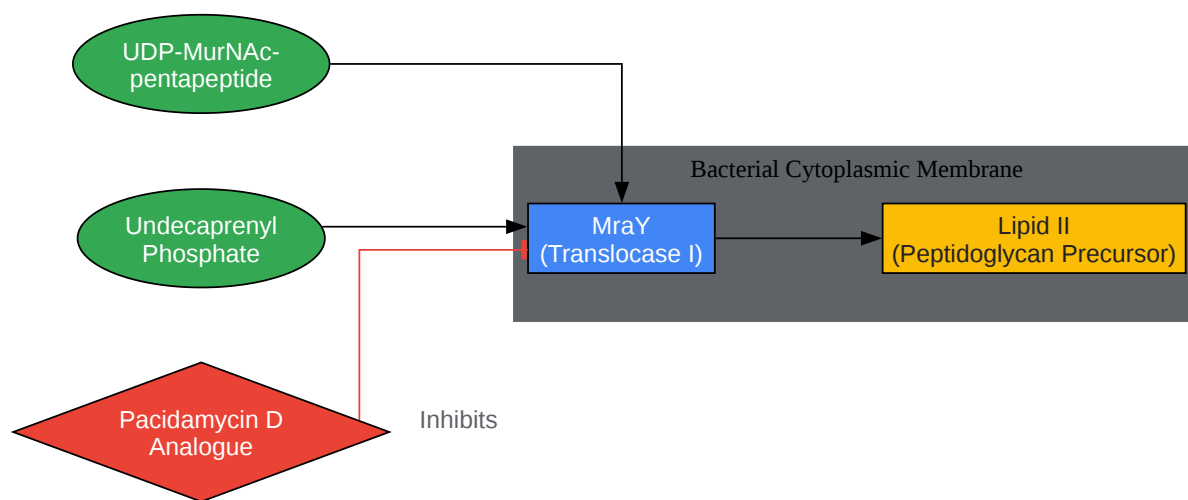 UDP-MurNAc-
pentapeptide
Bacterial Cytoplasmic Membrane
Undecaprenyl
Phosphate
MraY
(Translocase I)
Lipid II
(Peptidoglycan Precursor)
Pacidamycin D
Analogue
Inhibits